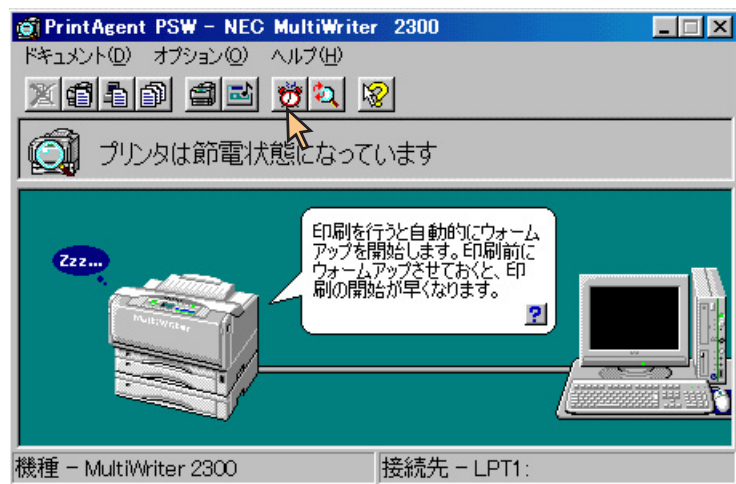 PrintAgent PSW - NEC MultiWriter 2300
ドキュメント(D) オプション(O) ヘルプ(H)
プリンタは節電状態になっています
Zzz...
印刷を行うと自動的にウォーム
アップを開始します。印刷前に
ウォームアップさせておくと、印
刷の開始が早くなります。
?
MultiWriter
機種 - MultiWriter 2300
接続先 - LPT1: